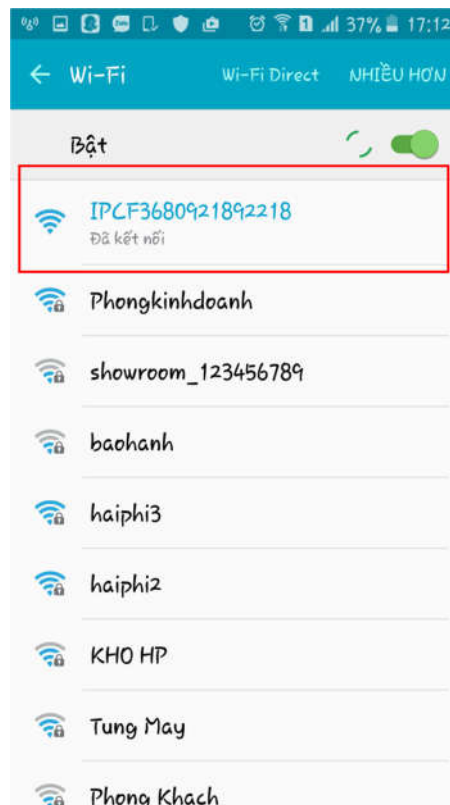 37% 17:12
Wi-Fi Wi-Fi Direct NHIỀU HƠN
Bật
IPCF3680921892218
Đã kết nối
Phongkinhdoanh
showroom_123456789
baohanh
haiphi3
haiphi2
KHO HP
Tung May
Phong Khach